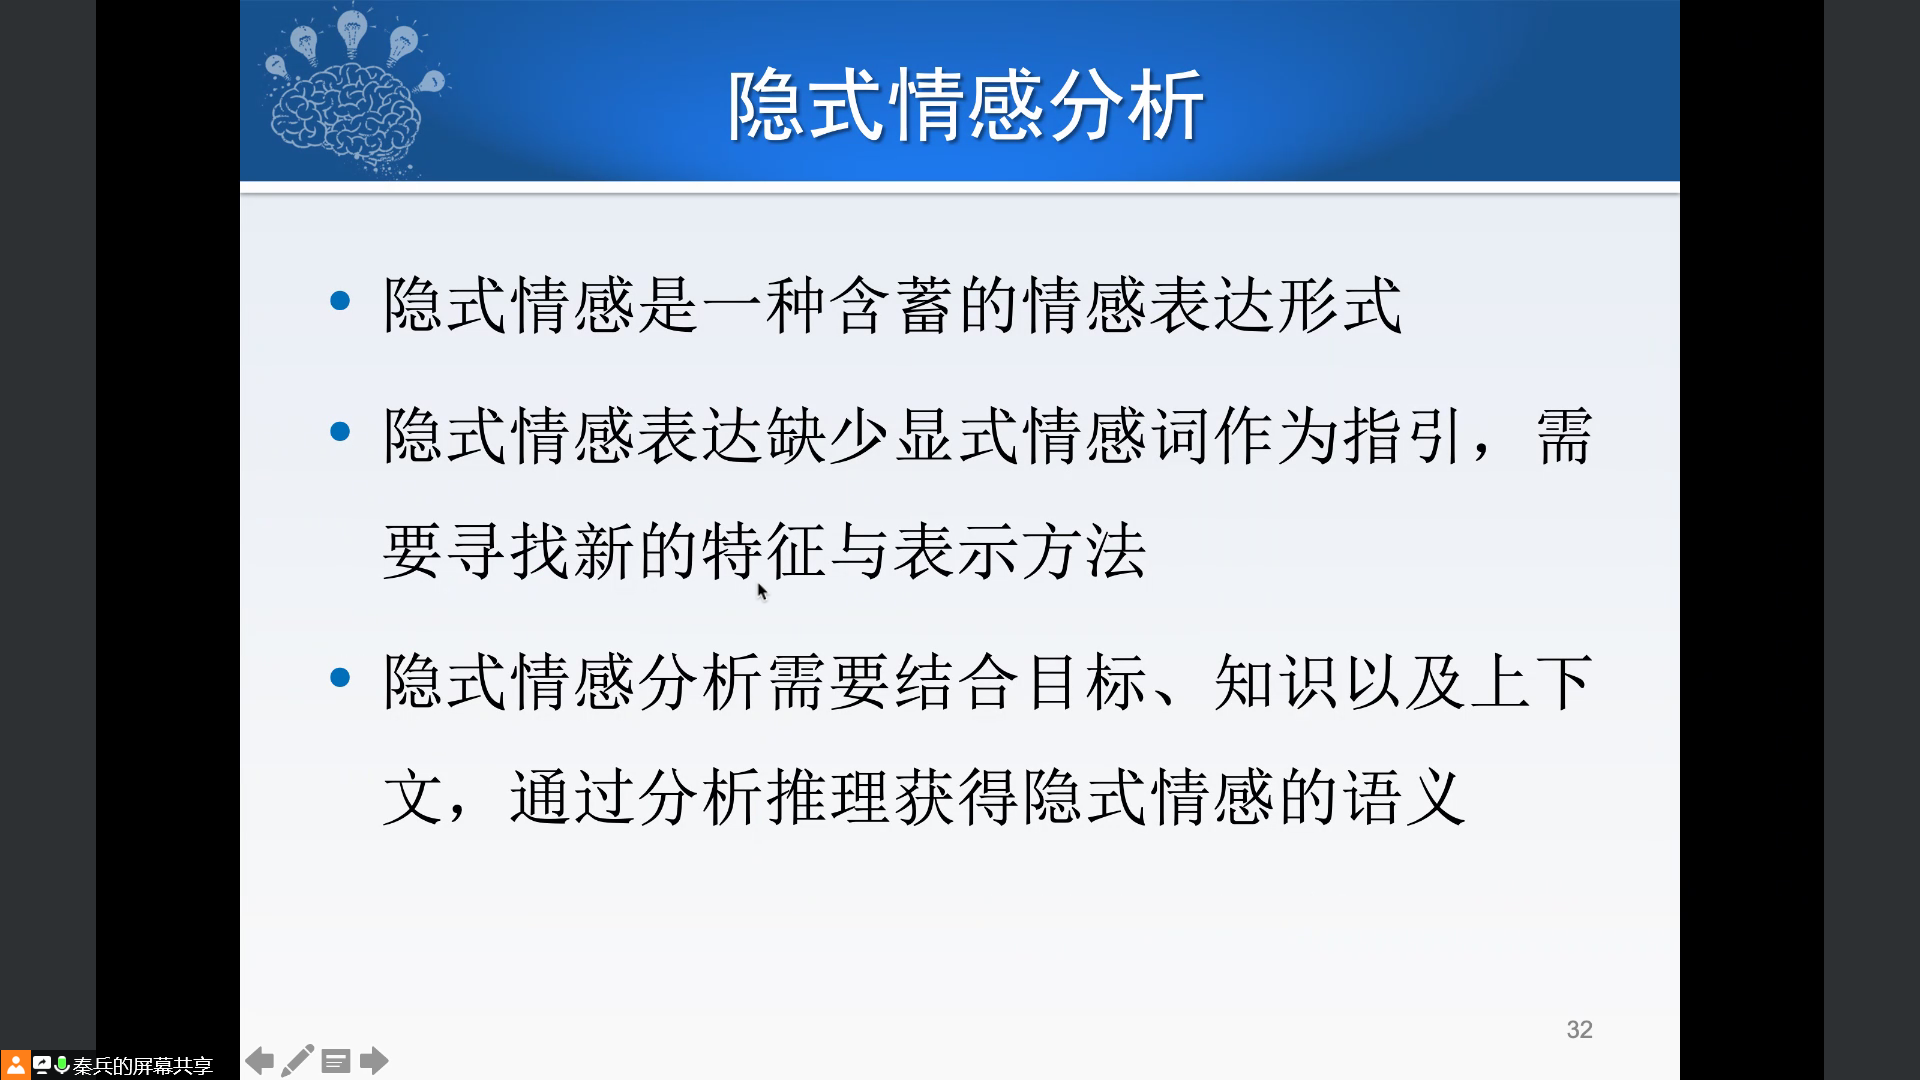 隐式情感分析
• 隐式情感是一种含蓄的情感表达形式
• 隐式情感表达缺少显式情感词作为指引，需
要寻找新的特征与表示方法
• 隐式情感分析需要结合目标、知识以及上下
文，通过分析推理获得隐式情感的语义
32
秦兵的屏幕共享